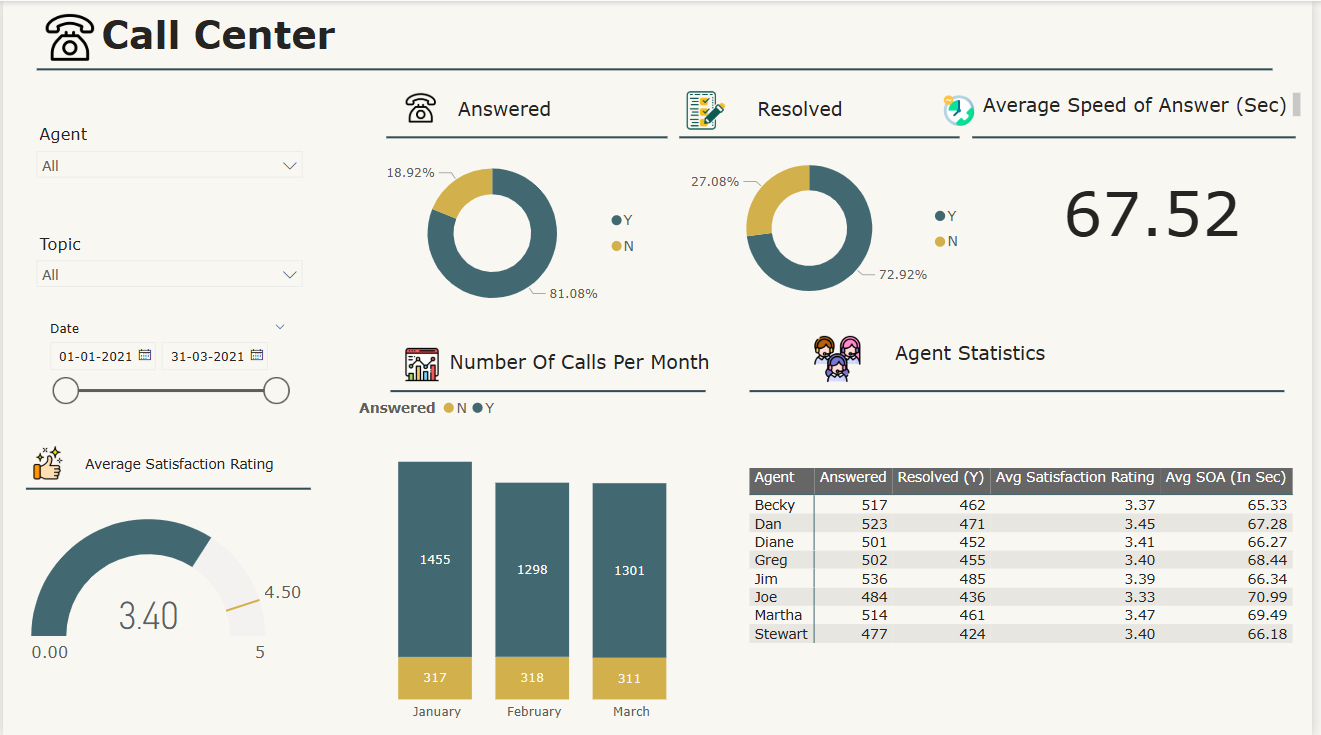 Call Center
Agent
All
Topic
All
Date
01-01-2021 31-03-2021
Average Satisfaction Rating
3.40
4.50
0.00 5
Answered
18.92%
81.08%
Y
N
Resolved
27.08%
72.92%
Y
N
Average Speed of Answer (Sec)
67.52
Number Of Calls Per Month
Answered N Y
1455 1298 1301
317 318 311
January February March
Agent Statistics
Agent Answered Resolved (Y) Avg Satisfaction Rating Avg SOA (In Sec)
Becky 517 462 3.37 65.33
Dan 523 471 3.45 67.28
Diane 501 452 3.41 66.27
Greg 502 455 3.40 68.44
Jim 536 485 3.39 66.34
Joe 484 436 3.33 70.99
Martha 514 461 3.47 69.49
Stewart 477 424 3.40 66.18